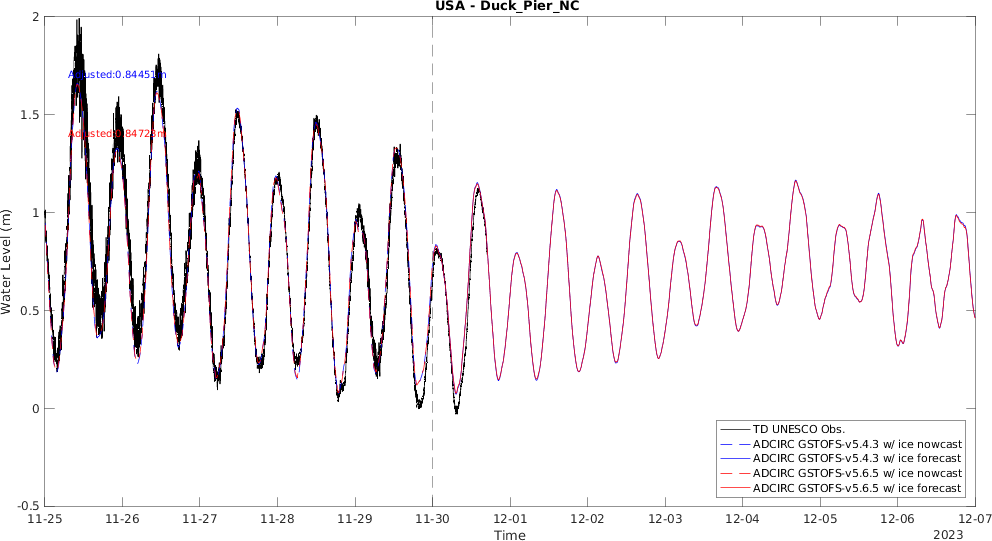 USA - Duck_Pier_NC
2
1.5
1
0.5
0
-0.5
Water Level (m)
Adjusted:0.84451m
Adjusted:0.84728m
TD UNESCO Obs.
ADCIRC GSTOFS-v5.4.3 w/ ice nowcast
ADCIRC GSTOFS-v5.4.3 w/ ice forecast
ADCIRC GSTOFS-v5.6.5 w/ ice nowcast
ADCIRC GSTOFS-v5.6.5 w/ ice forecast
11-25 11-26 11-27 11-28 11-29 11-30 12-01 12-02 12-03 12-04 12-05 12-06 12-07
Time
2023